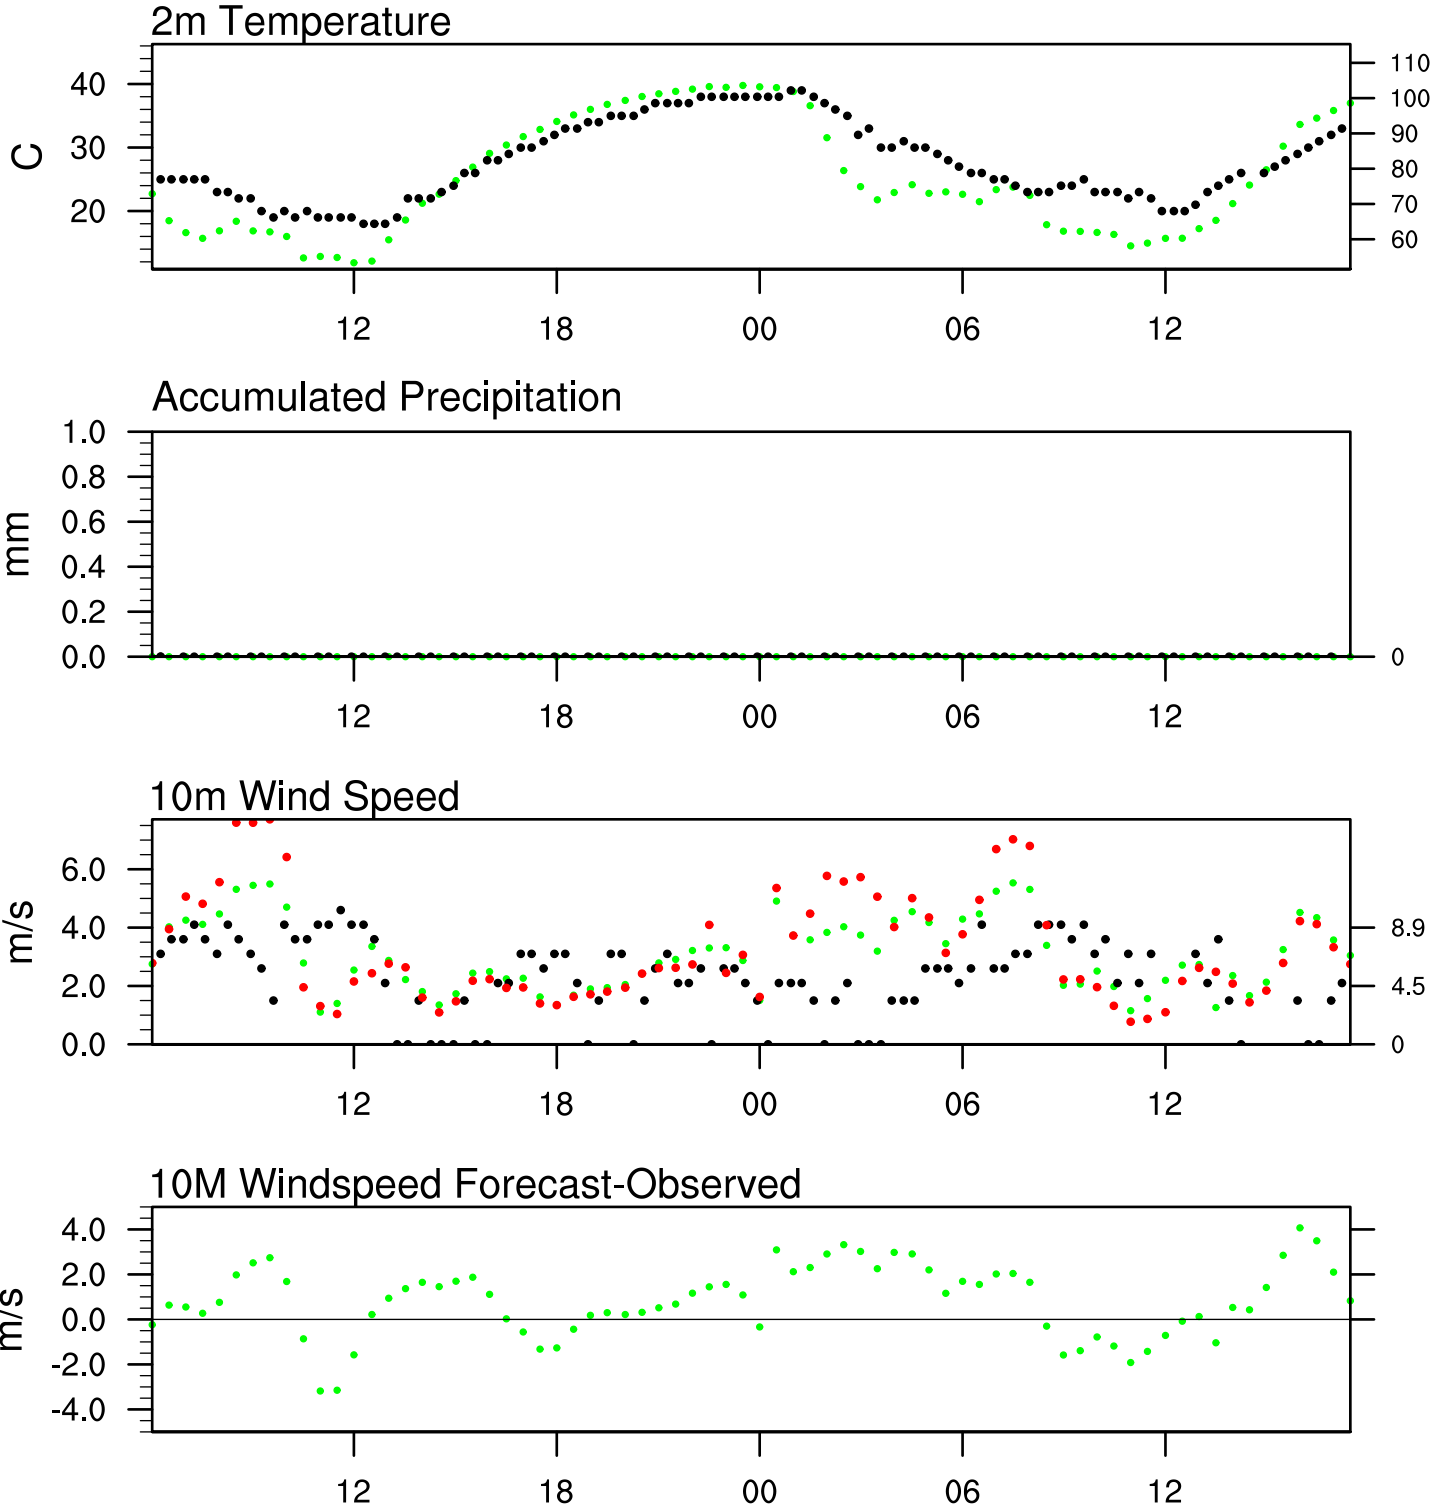 2m Temperature
C
40
30
20
110
100
90
80
70
60
12 18 00 06 12
Accumulated Precipitation
mm
1.0
0.8
0.6
0.4
0.2
0.0
0
12 18 00 06 12
10m Wind Speed
m/s
6.0
4.0
2.0
0.0
8.9
4.5
0
12 18 00 06 12
10M Windspeed Forecast-Observed
m/s
4.0
2.0
0.0
-2.0
-4.0
12 18 00 06 12